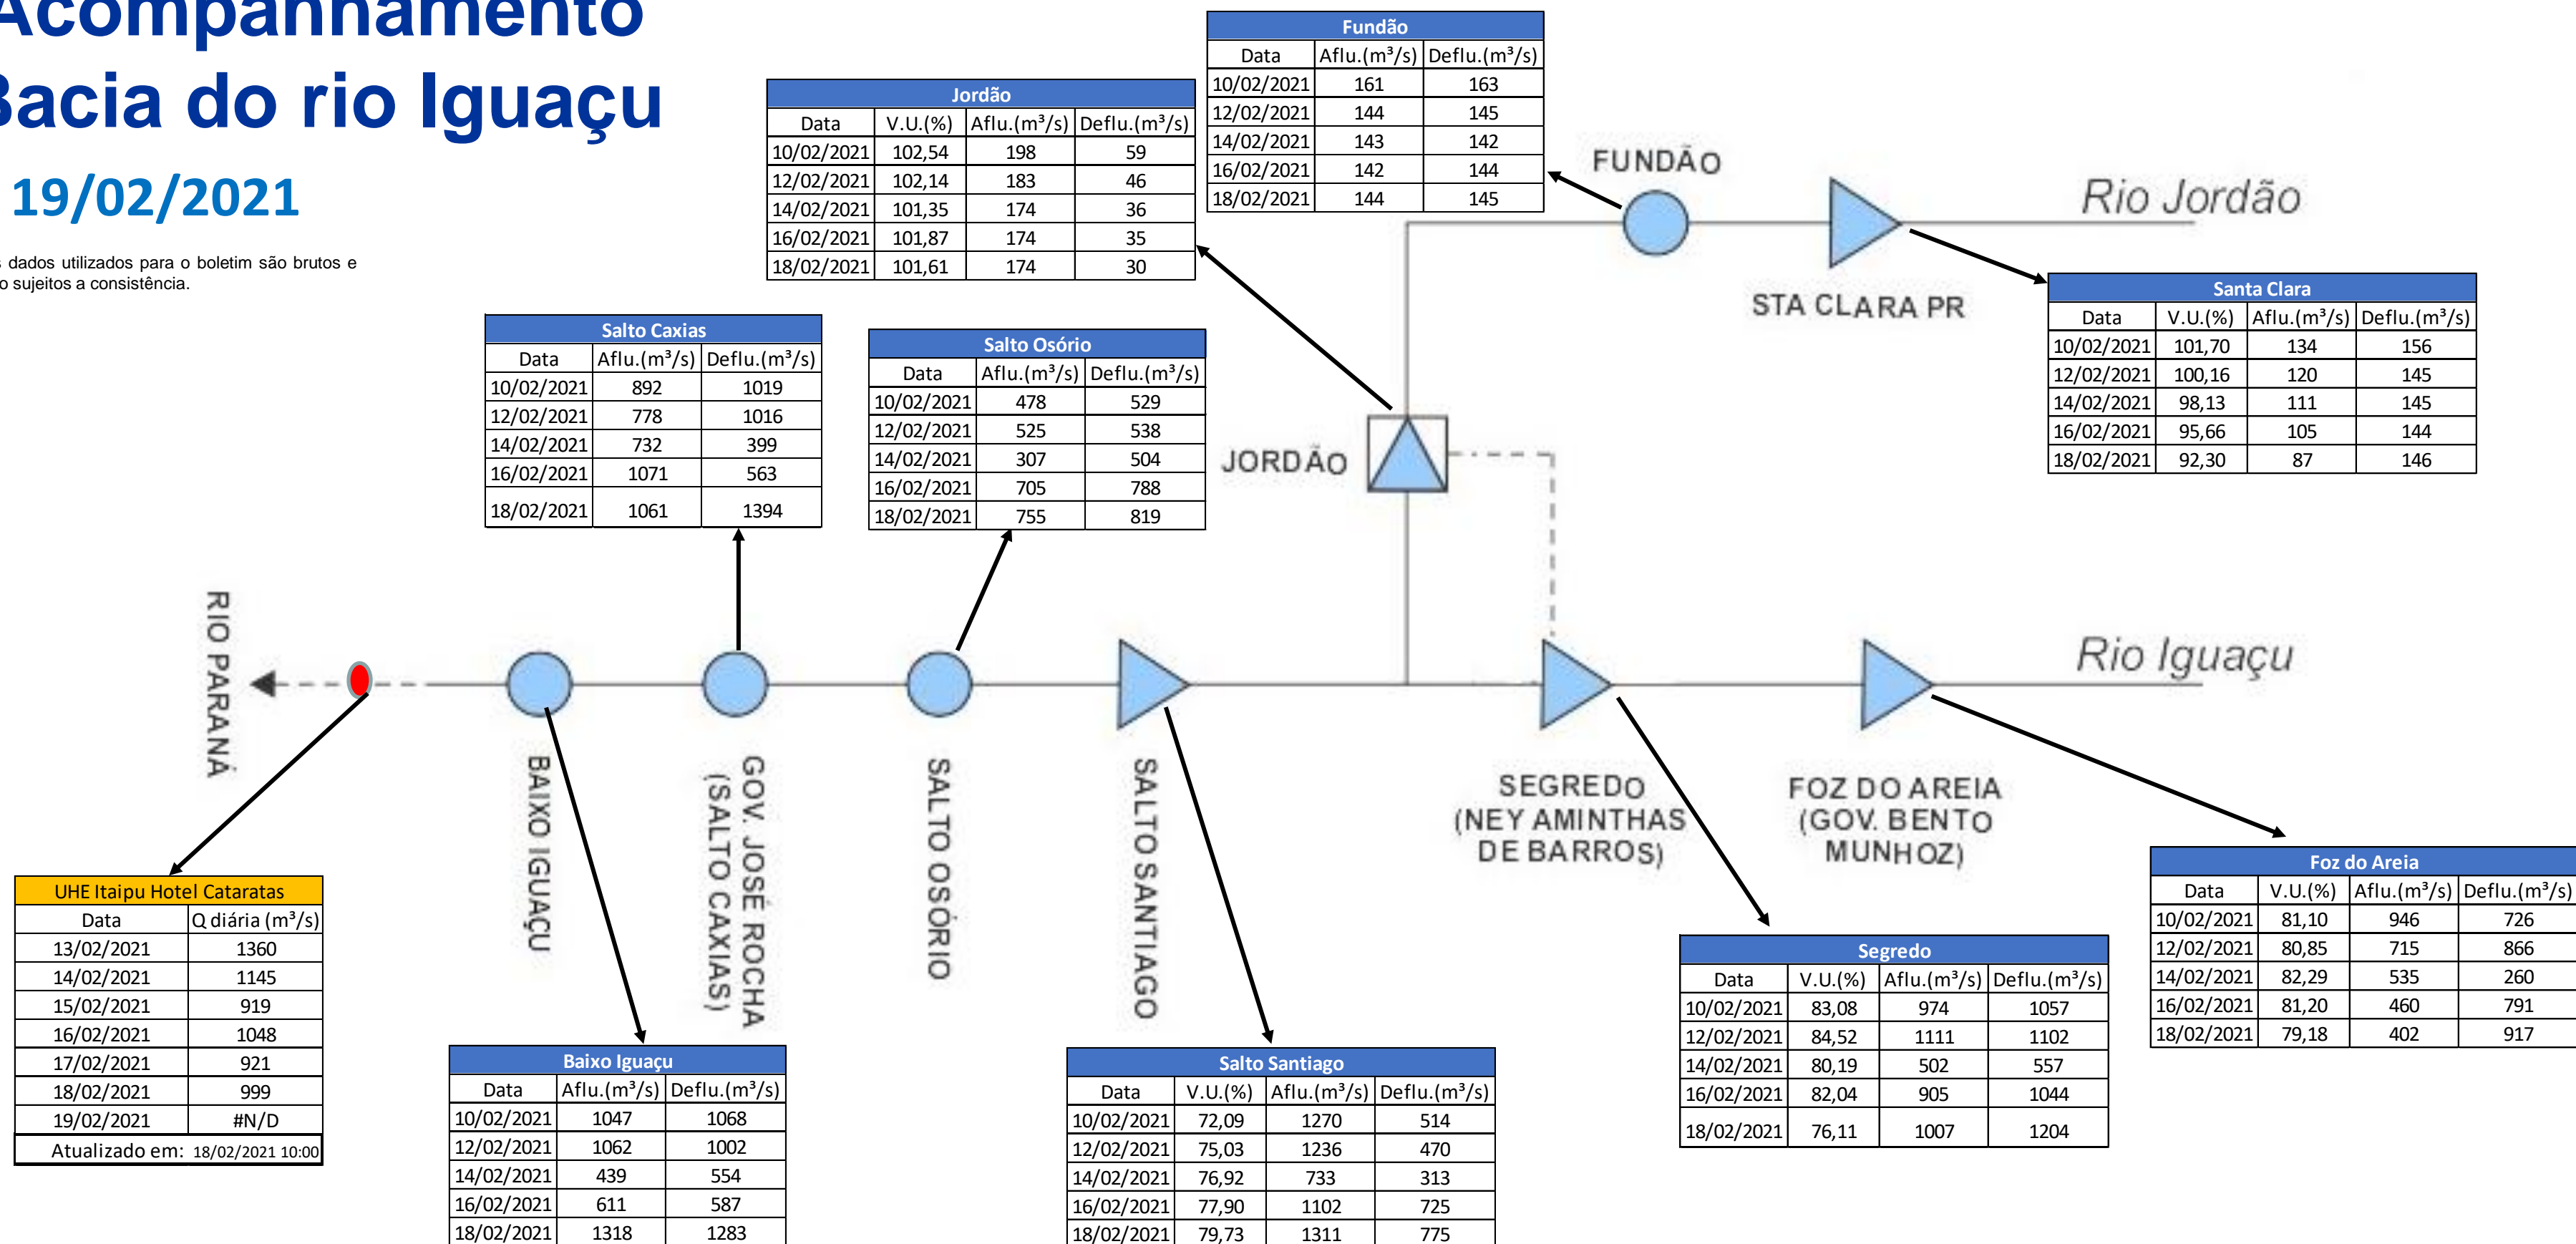 Acompanhamento
Bacia do rio Iguaçu
19/02/2021
s dados utilizados para o boletim são brutos e
o sujeitos a consistência.
Fundão
Data Aflu.(m³/s) Deflu.(m³/s)
10/02/2021 161 163
12/02/2021 144 145
14/02/2021 143 142
16/02/2021 142 144
18/02/2021 144 145
Jordão
Data V.U.(%) Aflu.(m³/s) Deflu.(m³/s)
10/02/2021 102,54 198 59
12/02/2021 102,14 183 46
14/02/2021 101,35 174 36
16/02/2021 101,87 174 35
18/02/2021 101,61 174 30
FUNDÃO
Rio Jordão
STA CLARA PR
Santa Clara
Data V.U.(%) Aflu.(m³/s) Deflu.(m³/s)
10/02/2021 101,70 134 156
12/02/2021 100,16 120 145
14/02/2021 98,13 111 145
16/02/2021 95,66 105 144
18/02/2021 92,30 87 146
Salto Caxias
Data Aflu.(m³/s) Deflu.(m³/s)
10/02/2021 892 1019
12/02/2021 778 1016
14/02/2021 732 399
16/02/2021 1071 563
18/02/2021 1061 1394
Salto Osório
Data Aflu.(m³/s) Deflu.(m³/s)
10/02/2021 478 529
12/02/2021 525 538
14/02/2021 307 504
16/02/2021 705 788
18/02/2021 755 819
JORDÃO
RIO PARANÁ
Rio Iguaçu
BAIXO IGUAÇU
GOV. JOSÉ ROCHA
(SALTO CAXIAS)
SALTO OSÓRIO
SALTO SANTIAGO
SEGREDO
(NEY AMINTHAS
DE BARROS)
FOZ DO AREIA
(GOV. BENTO
MUNHOZ)
UHE Itaipu Hotel Cataratas
Data Q diária (m³/s)
13/02/2021 1360
14/02/2021 1145
15/02/2021 919
16/02/2021 1048
17/02/2021 921
18/02/2021 999
19/02/2021 #N/D
Atualizado em: 18/02/2021 10:00
Baixo Iguaçu
Data Aflu.(m³/s) Deflu.(m³/s)
10/02/2021 1047 1068
12/02/2021 1062 1002
14/02/2021 439 554
16/02/2021 611 587
18/02/2021 1318 1283
Salto Santiago
Data V.U.(%) Aflu.(m³/s) Deflu.(m³/s)
10/02/2021 72,09 1270 514
12/02/2021 75,03 1236 470
14/02/2021 76,92 733 313
16/02/2021 77,90 1102 725
18/02/2021 79,73 1311 775
Segredo
Data V.U.(%) Aflu.(m³/s) Deflu.(m³/s)
10/02/2021 83,08 974 1057
12/02/2021 84,52 1111 1102
14/02/2021 80,19 502 557
16/02/2021 82,04 905 1044
18/02/2021 76,11 1007 1204
Foz do Areia
Data V.U.(%) Aflu.(m³/s) Deflu.(m³/s)
10/02/2021 81,10 946 726
12/02/2021 80,85 715 866
14/02/2021 82,29 535 260
16/02/2021 81,20 460 791
18/02/2021 79,18 402 917